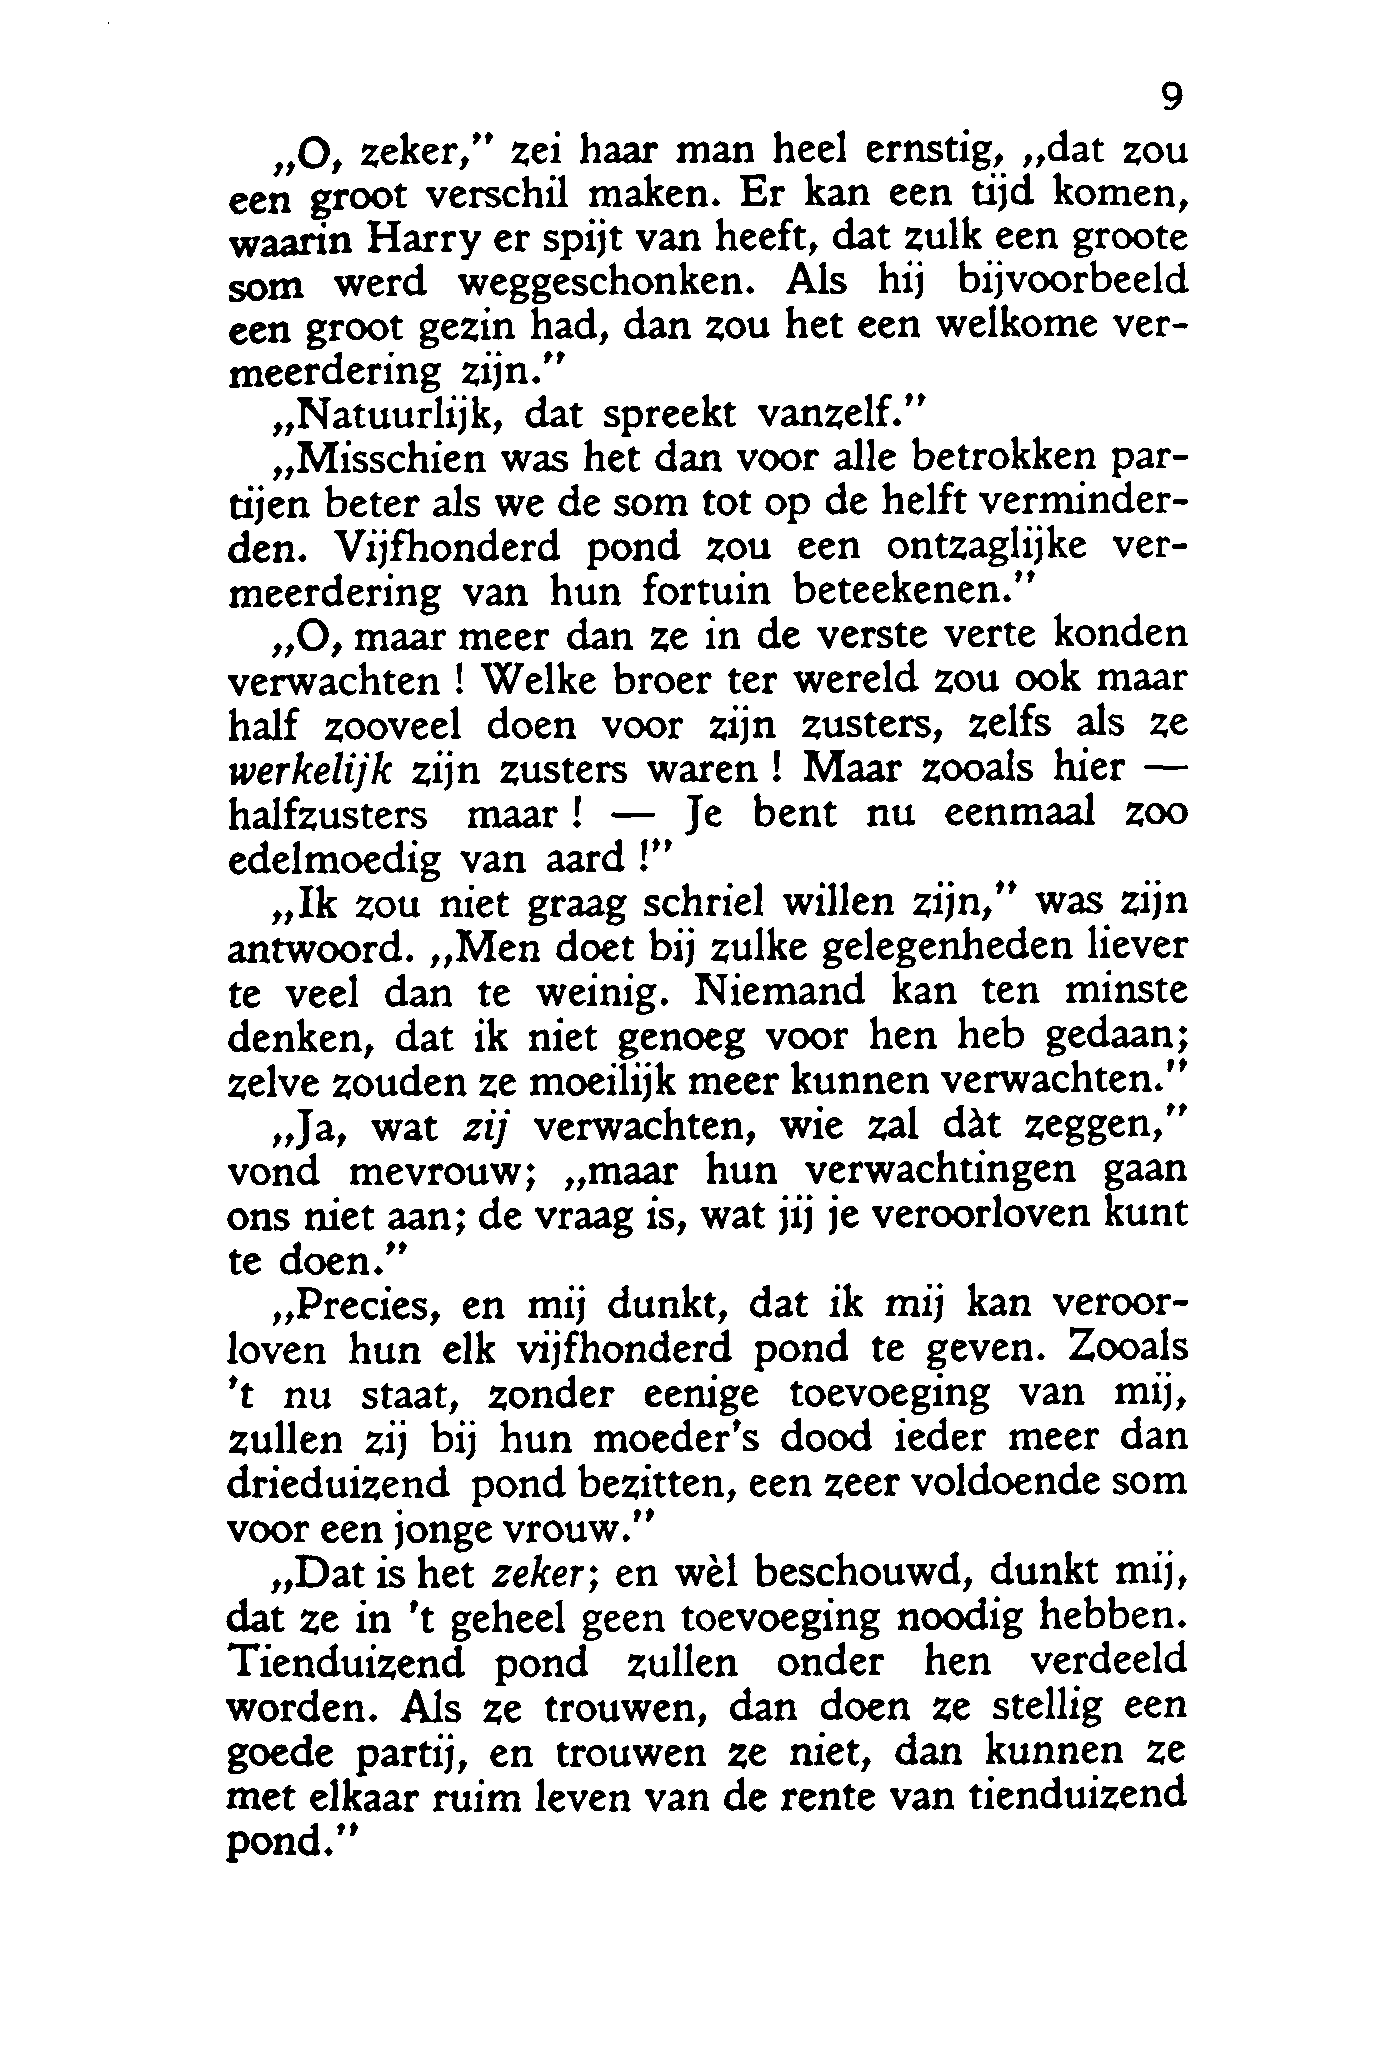 9
„O, zeker,” zei haar man heel ernstig, „dat zou
een groot verschil maken. Er kan een tijd komen,
waarin Harry er spijt van heeft, dat zulk een groote
som werd weggeschonken. Als hij bijvoorbeeld
een groot gezin had, dan zou het een welkome ver-
meerdering zijn.”
„Natuurlijk, dat spreekt vanzelf.”
„Misschien was het dan voor alle betrokken par-
tijen beter als we de som tot op de helft verminder-
den. Vijfhonderd pond zou een ontzaglijke ver-
meerdering van hun fortuin beteekenen.”
„O, maar meer dan ze in de verste verte konden
verwachten ! Welke broer ter wereld zou ook maar
half zooveel doen voor zijn zusters, zelfs als ze
werkelijk zijn zusters waren ! Maar zooals hier —
halfzusters maar ! — Je bent nu eenmaal zoo
edelmoedig van aard !”
„Ik zou niet graag schriel willen zijn,” was zijn
antwoord. „Men doet bij zulke gelegenheden liever
te veel dan te weinig. Niemand kan ten minste
denken, dat ik niet genoeg voor hen heb gedaan;
zelve zouden ze moeilijk meer kunnen verwachten.”
„Ja, wat zij verwachten, wie zal dàt zeggen,”
vond mevrouw; „maar hun verwachtingen gaan
ons niet aan; de vraag is, wat jij je veroorloven kunt
te doen.”
„Precies, en mij dunkt, dat ik mij kan veroor-
loven hun elk vijfhonderd pond te geven. Zooals
't nu staat, zonder eenige toevoeging van mij,
zullen zij bij hun moeder's dood ieder meer dan
drieduizend pond bezitten, een zeer voldoende som
voor een jonge vrouw.”
„Dat is het zeker; en wèl beschouwd, dunkt mij,
dat ze in 't geheel geen toevoeging noodig hebben.
Tienduizend pond zullen onder hen verdeeld
worden. Als ze trouwen, dan doen ze stellig een
goede partij, en trouwen ze niet, dan kunnen ze
met elkaar ruim leven van de rente van tienduizend
pond.”